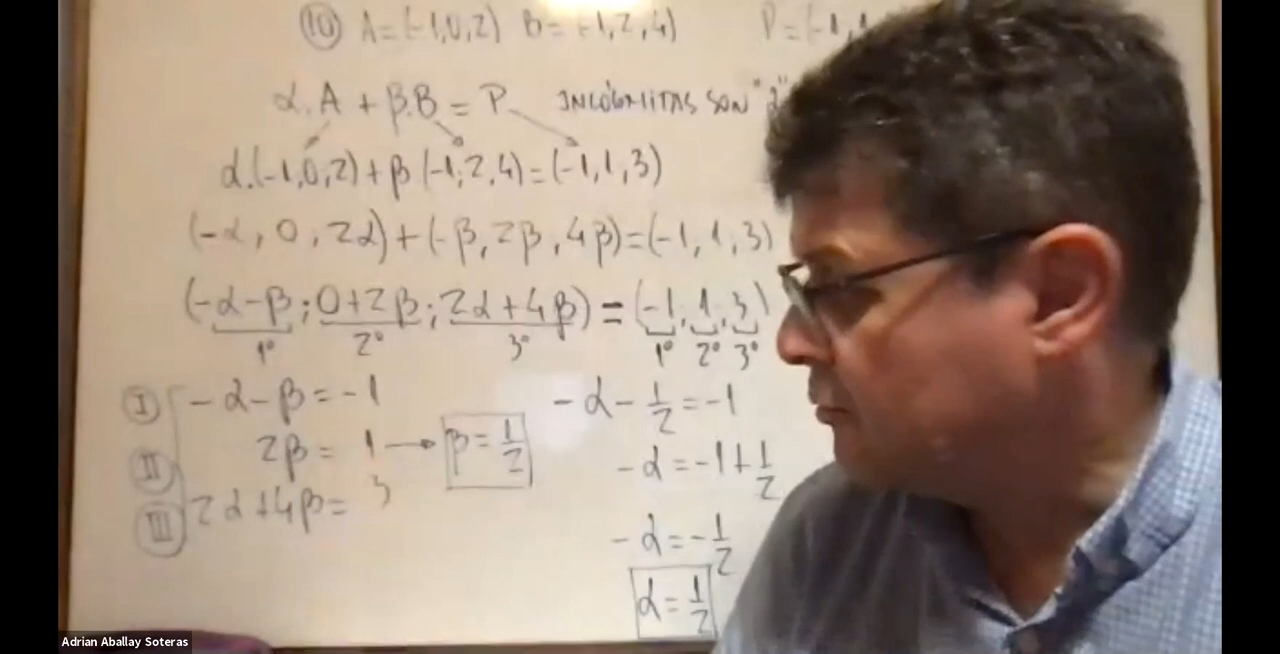 ⑩ A=(-1,0,2) B=(-1,2,4) P=(-1,1
α.A + β.B = P INCÓGNITAS SON "α"
α.(-1,0,2)+β(-1,2,4)=(-1,1,3)
(-α, 0, 2α)+(-β, 2β, 4β)=(-1, 1, 3)
(-α-β; 0+2β; 2α+4β) = (-1, 1, 3)
1° 2° 3° 1° 2° 3°
I -α-β=-1
II 2β = 1 → β=1/2
III 2α+4β= 3
-α-1/2=-1
-α=-1+1/2
-α=-1/2
α=1/2
Adrian Aballay Soteras